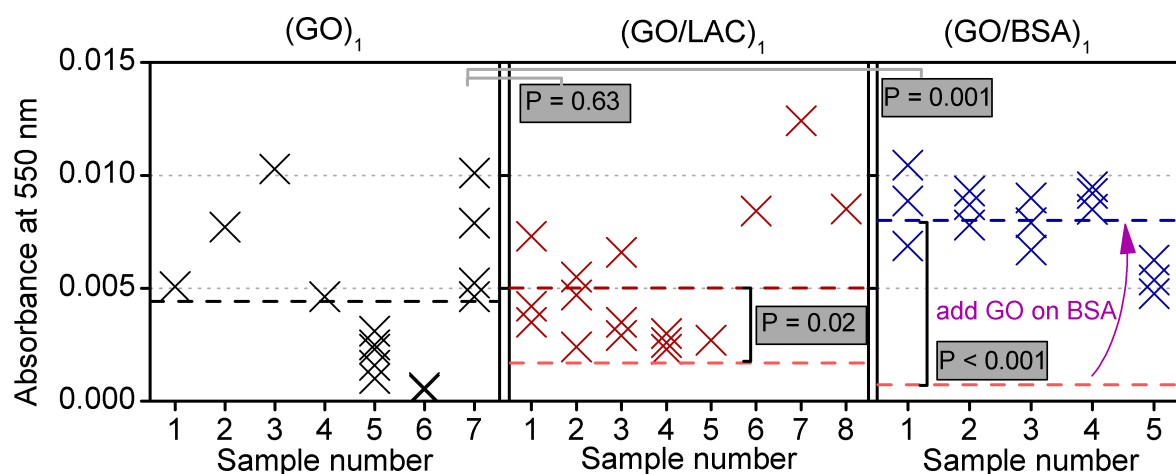 (GO)1
(GO/LAC)1
(GO/BSA)1
Absorbance at 550 nm
0.015
0.010
0.005
0.000
P = 0.63
P = 0.001
P = 0.02
add GO on BSA
P < 0.001
1 2 3 4 5 6 7
1 2 3 4 5 6 7 8
1 2 3 4 5
Sample number
Sample number
Sample number